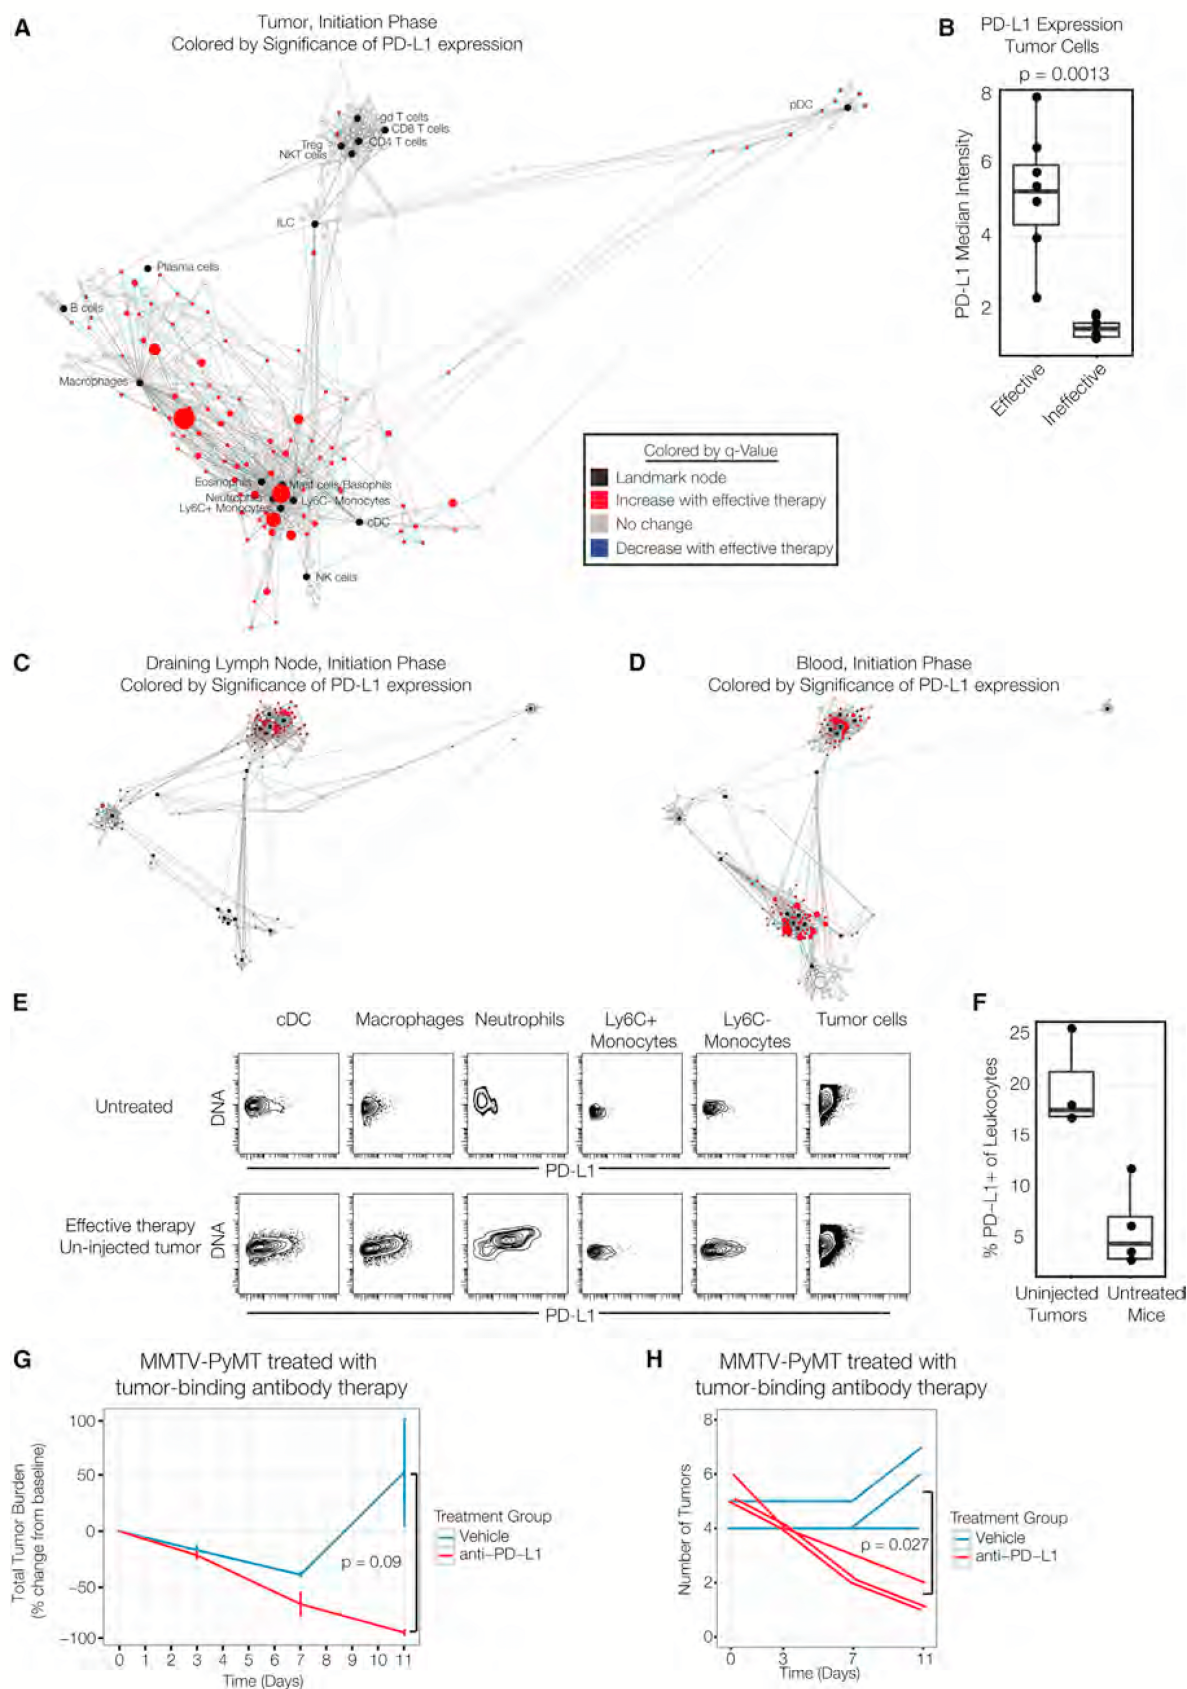 A
Tumor, Initiation Phase
Colored by Significance of PD-L1 expression
gd T cells
CD8 T cells
CD4 T cells
Treg
NKT cells
pDC
ILC
Plasma cells
B cells
Macrophages
Eosinophils
Mast cells/Basophils
Neutrophils
Ly6C- Monocytes
Ly6C+ Monocytes
cDC
NK cells
Colored by q-Value
Landmark node
Increase with effective therapy
No change
Decrease with effective therapy
B
PD-L1 Expression
Tumor Cells
p = 0.0013
PD-L1 Median Intensity
8
6
4
2
Effective
Ineffective
C
Draining Lymph Node, Initiation Phase
Colored by Significance of PD-L1 expression
D
Blood, Initiation Phase
Colored by Significance of PD-L1 expression
E
cDC
Macrophages
Neutrophils
Ly6C+
Monocytes
Ly6C-
Monocytes
Tumor cells
Untreated
DNA
PD-L1
Effective therapy
Un-injected tumor
DNA
PD-L1
F
% PD-L1+ of Leukocytes
25
20
15
10
5
Uninjected
Tumors
Untreated
Mice
G
MMTV-PyMT treated with
tumor-binding antibody therapy
Total Tumor Burden
(% change from baseline)
100
50
0
−50
−100
p = 0.09
0 1 2 3 4 5 6 7 8 9 10 11
Time (Days)
Treatment Group
Vehicle
anti−PD−L1
H
MMTV-PyMT treated with
tumor-binding antibody therapy
Number of Tumors
8
6
4
2
0
p = 0.027
0 3 7 11
Time (Days)
Treatment Group
Vehicle
anti−PD−L1